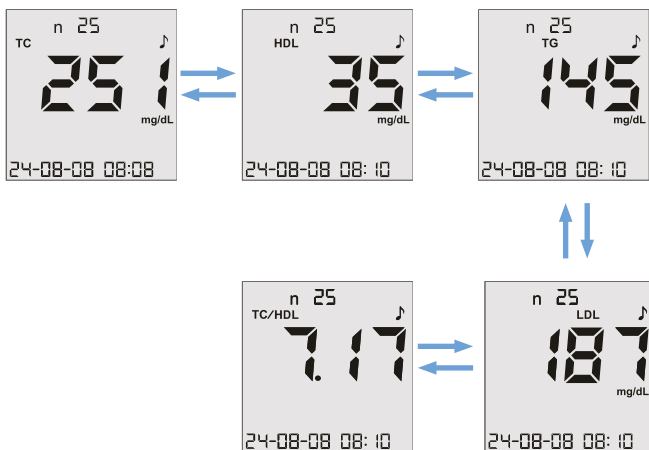 n 25
TC
251
mg/dL
24-08-08 08:08
n 25
HDL
35
mg/dL
24-08-08 08:10
n 25
TG
145
mg/dL
24-08-08 08:10
n 25
TC/HDL
7.17
24-08-08 08:10
n 25
LDL
187
mg/dL
24-08-08 08:10